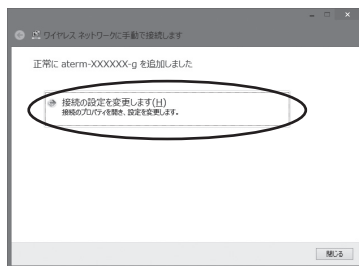 ワイヤレス ネットワークに手動で接続します
正常に aterm-XXXXXX-g を追加しました
接続の設定を変更します(H)
接続のプロパティを開き、設定を変更します。
閉じる